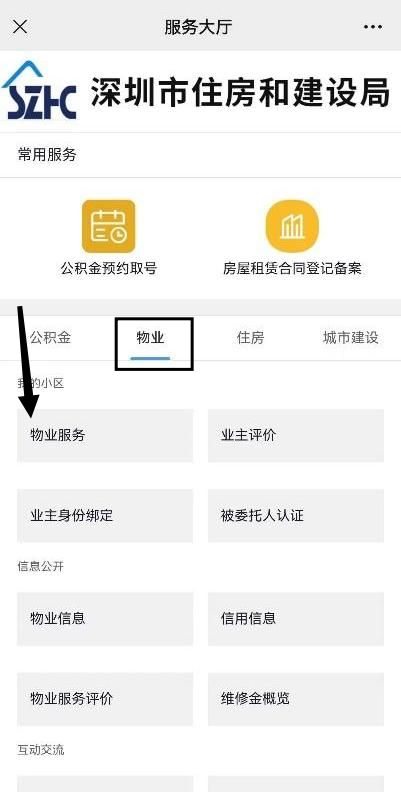 服务大厅
SZHC 深圳市住房和建设局
常用服务
公积金预约取号 房屋租赁合同登记备案
公积金 物业 住房 城市建设
我的小区
物业服务 业主评价
业主身份绑定 被委托人认证
信息公开
物业信息 信用信息
物业服务评价 维修金概览
互动交流